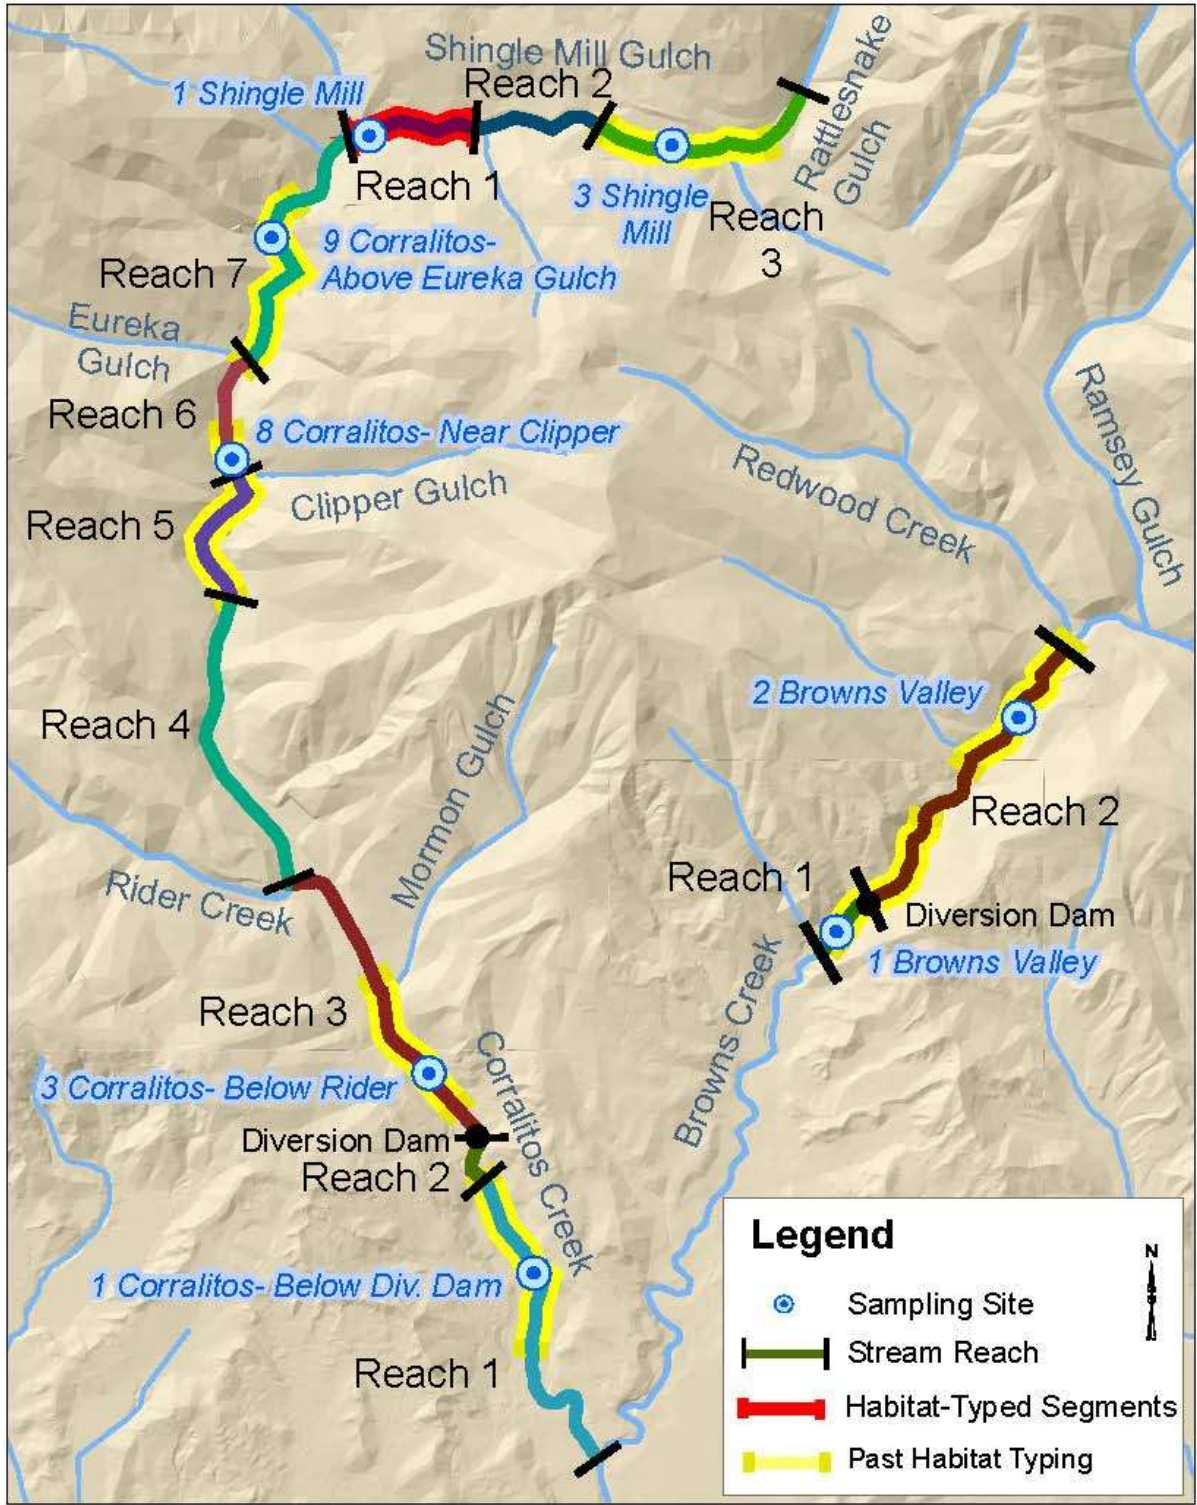 Shingle Mill Gulch
Reach 2
1 Shingle Mill
Rattlesnake
Gulch
Reach 1
3 Shingle
Mill
Reach
3
9 Corralitos-
Above Eureka Gulch
Reach 7
Eureka
Gulch
Reach 6
8 Corralitos- Near Clipper
Clipper Gulch
Redwood Creek
Ramsey Gulch
Reach 5
2 Browns Valley
Reach 4
Mormon Gulch
Reach 2
Reach 1
Rider Creek
Diversion Dam
1 Browns Valley
Browns Creek
Reach 3
Corralitos Creek
3 Corralitos- Below Rider
Diversion Dam
Reach 2
1 Corralitos- Below Div. Dam
Reach 1
Legend
N
Sampling Site
Stream Reach
Habitat-Typed Segments
Past Habitat Typing